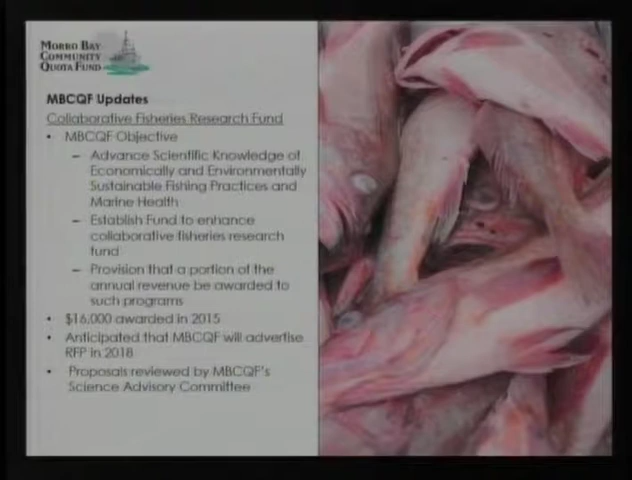 MORRO BAY
COMMUNITY
QUOTA FUND
MBCQF Updates
Collaborative Fisheries Research Fund
• MBCQF Objective
– Advance Scientific Knowledge of
Economically and Environmentally
Sustainable Fishing Practices and
Marine Health
– Establish Fund to enhance
collaborative fisheries research
fund
– Provision that a portion of the
annual revenue be awarded to
such programs
• $16,000 awarded in 2015
• Anticipated that MBCQF will advertise
RFP in 2018
• Proposals reviewed by MBCQF's
Science Advisory Committee